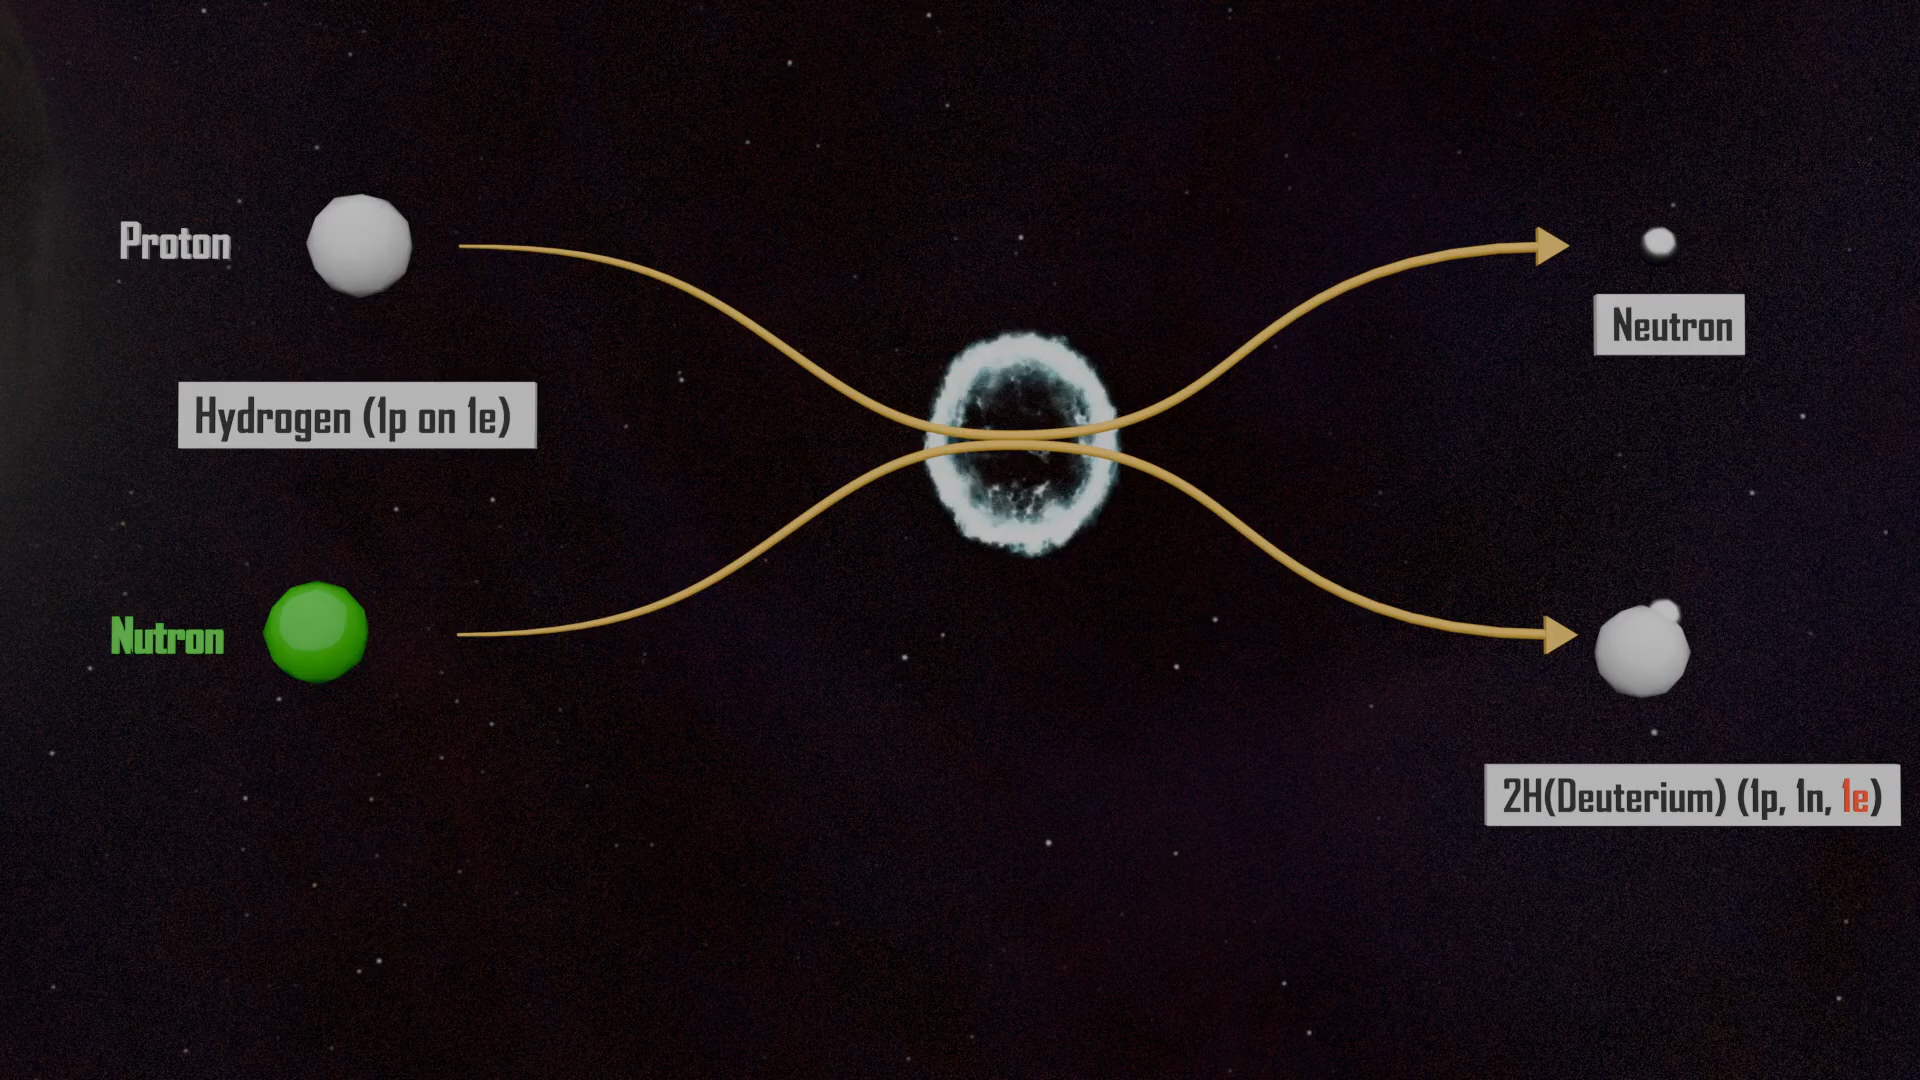 Proton
Neutron
Hydrogen (1p on 1e)
Nutron
2H(Deuterium) (1p, 1n, 1e)